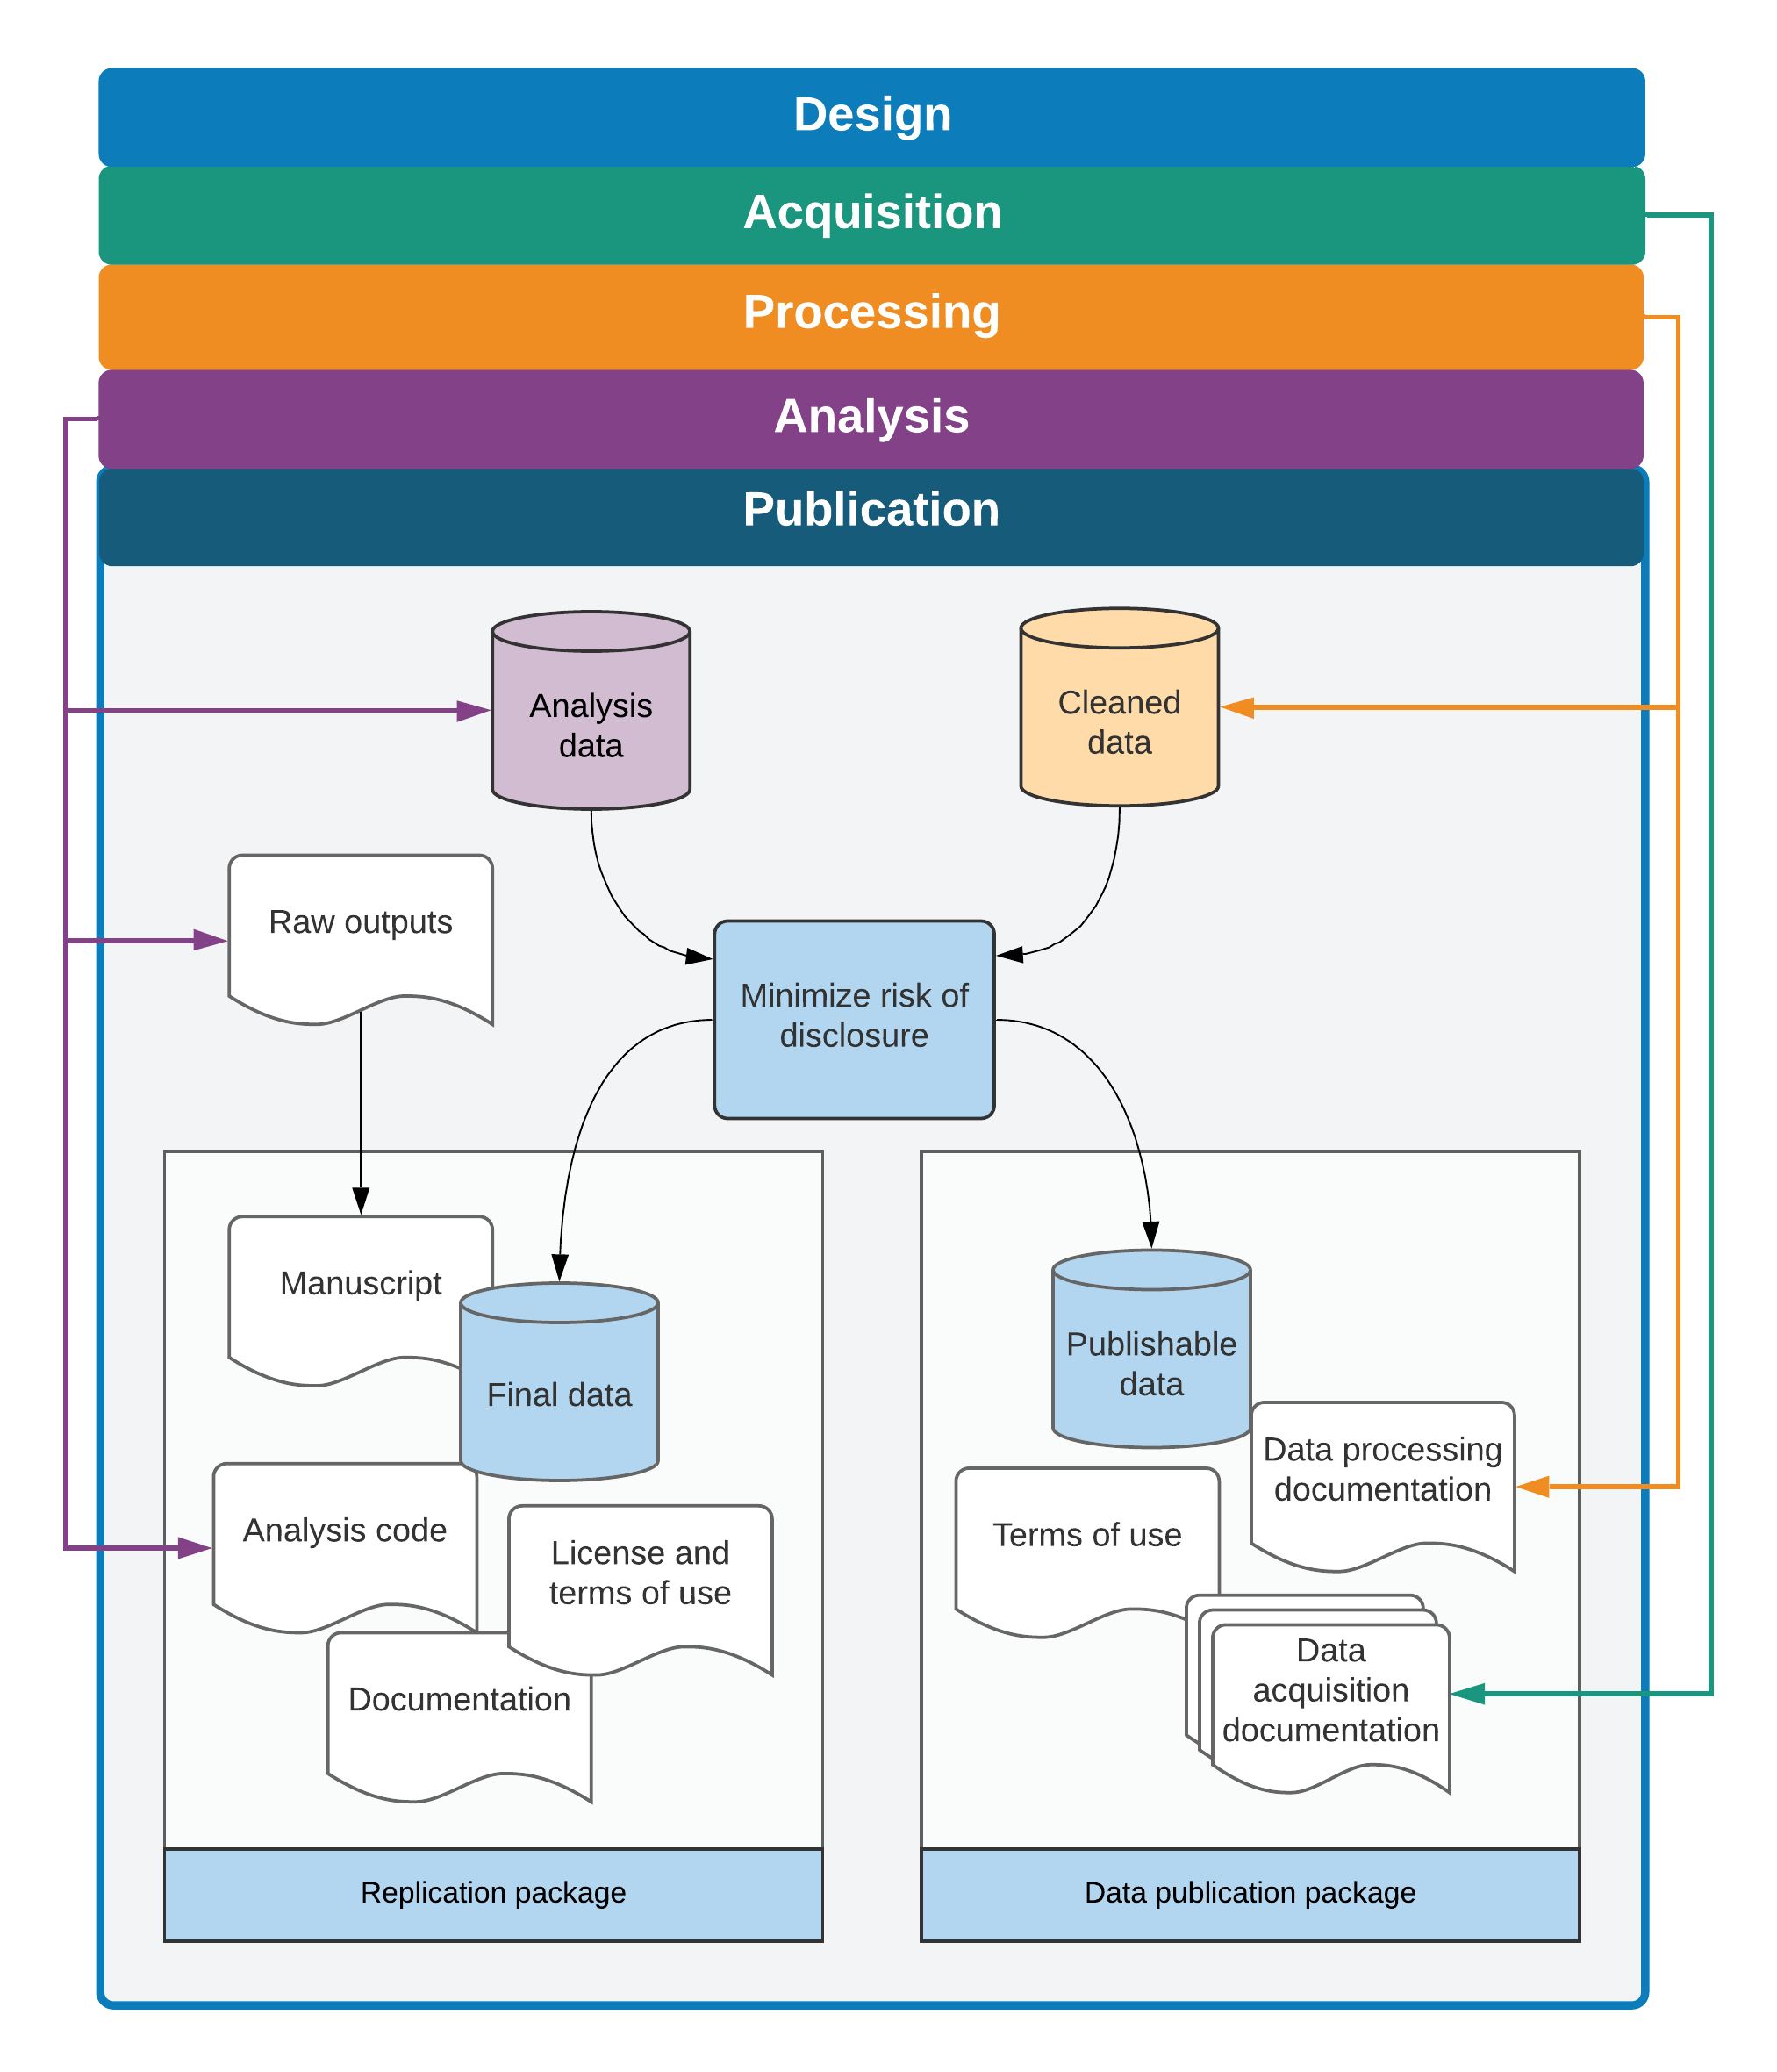 Design
Acquisition
Processing
Analysis
Publication
Analysis
data
Cleaned
data
Raw outputs
Minimize risk of
disclosure
Manuscript
Final data
Analysis code
License and
terms of use
Documentation
Replication package
Publishable
data
Data processing
documentation
Terms of use
Data
acquisition
documentation
Data publication package